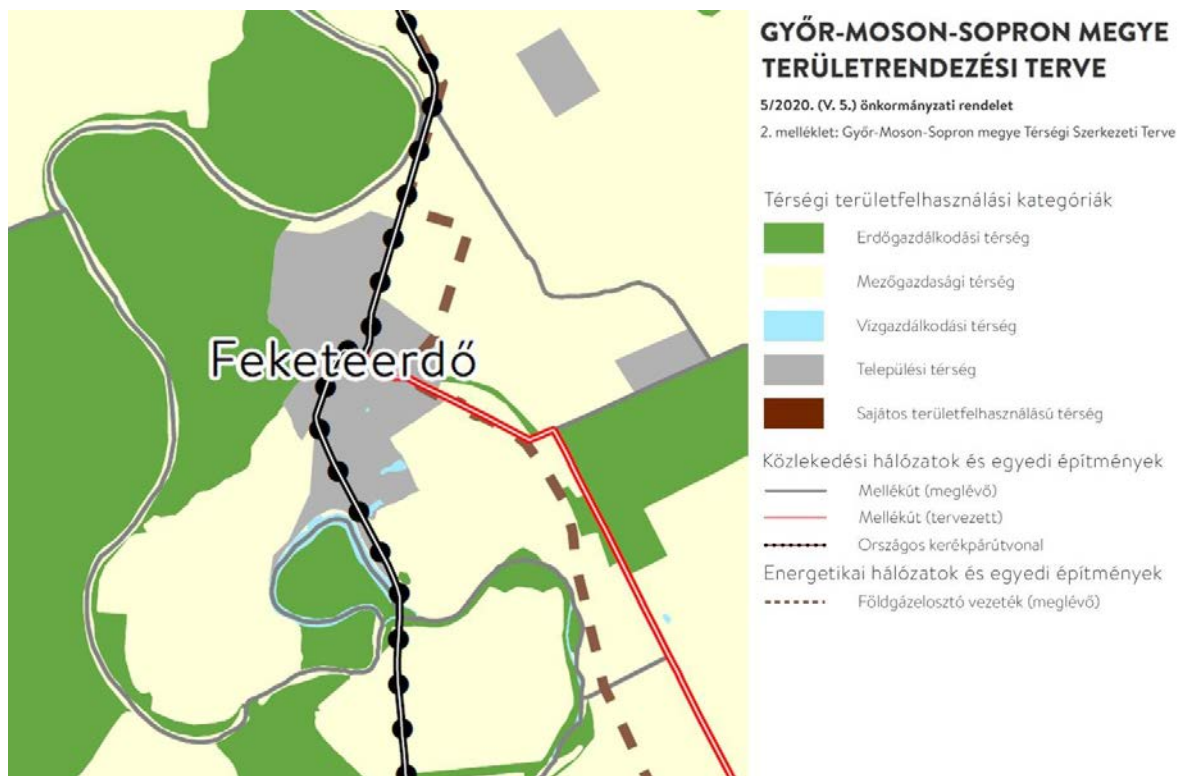 Feketeerdő
GYŐR-MOSON-SOPRON MEGYE
TERÜLETRENDEZÉSI TERVE
5/2020. (V. 5.) önkormányzati rendelet
2. melléklet: Győr-Moson-Sopron megye Térségi Szerkezeti Terve
Térségi területfelhasználási kategóriák
Erdőgazdálkodási térség
Mezőgazdasági térség
Vízgazdálkodási térség
Települési térség
Sajátos területfelhasználású térség
Közlekedési hálózatok és egyedi építmények
Mellékút (meglévő)
Mellékút (tervezett)
Országos kerékpárútvonal
Energetikai hálózatok és egyedi építmények
Földgázelosztó vezeték (meglévő)